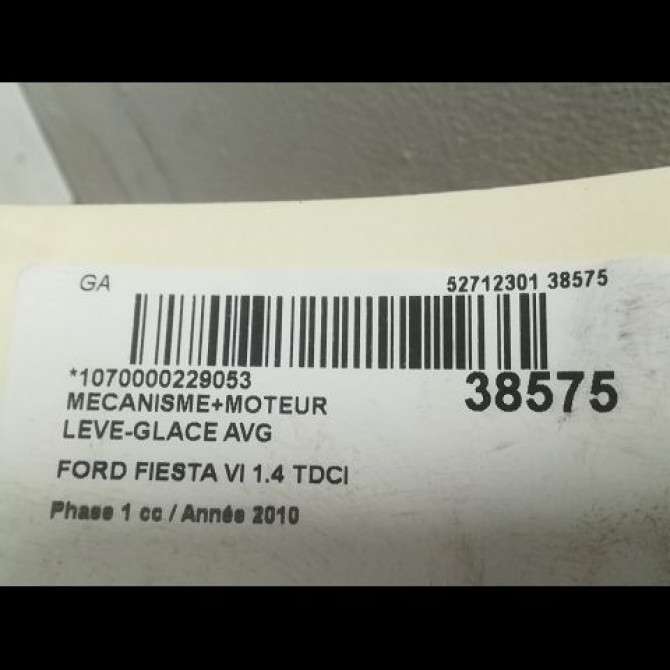 GA
52712301 38575
*1070000229053
38575
MECANISME+MOTEUR
LEVE-GLACE AVG
FORD FIESTA VI 1.4 TDCI
Phase 1 cc / Année 2010